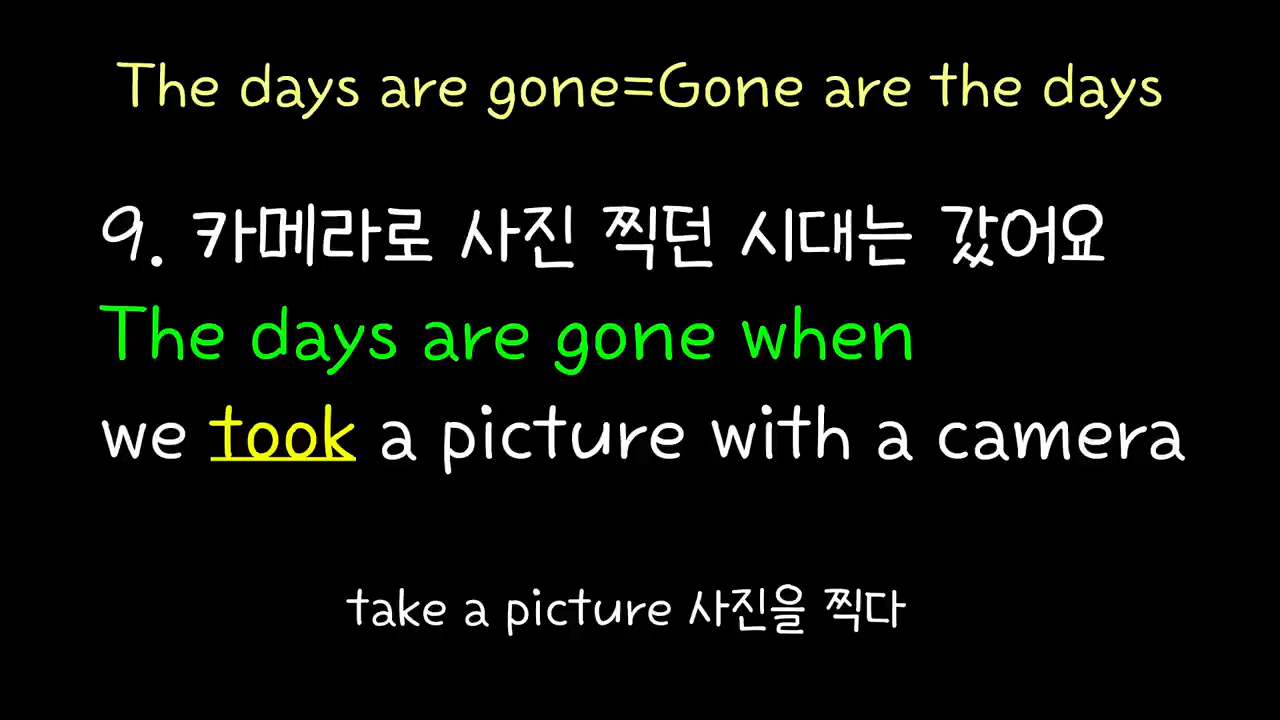 The days are gone=Gone are the days
9. 카메라로 사진 찍던 시대는 갔어요
The days are gone when
we took a picture with a camera
take a picture 사진을 찍다